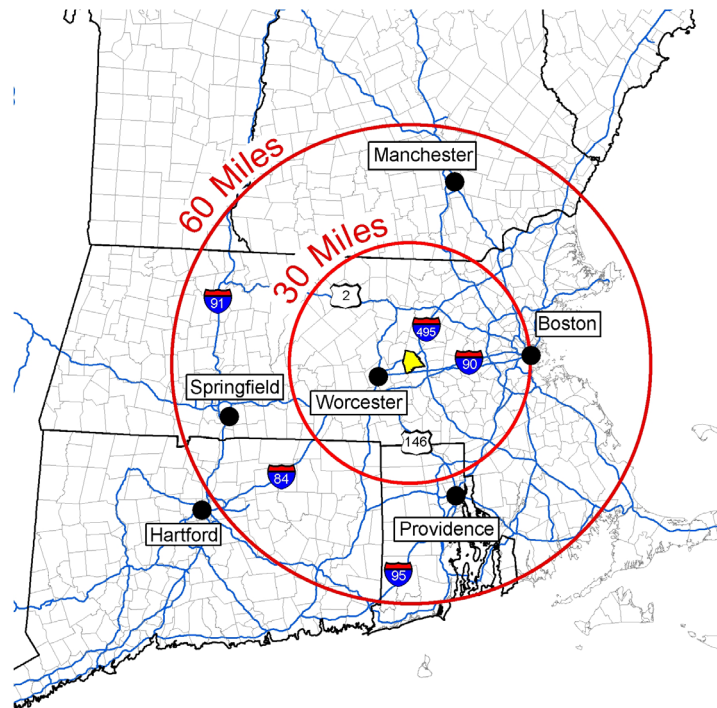 Manchester
60 Miles
30 Miles
91
2
495
Boston
90
Springfield
Worcester
146
84
Hartford
Providence
95